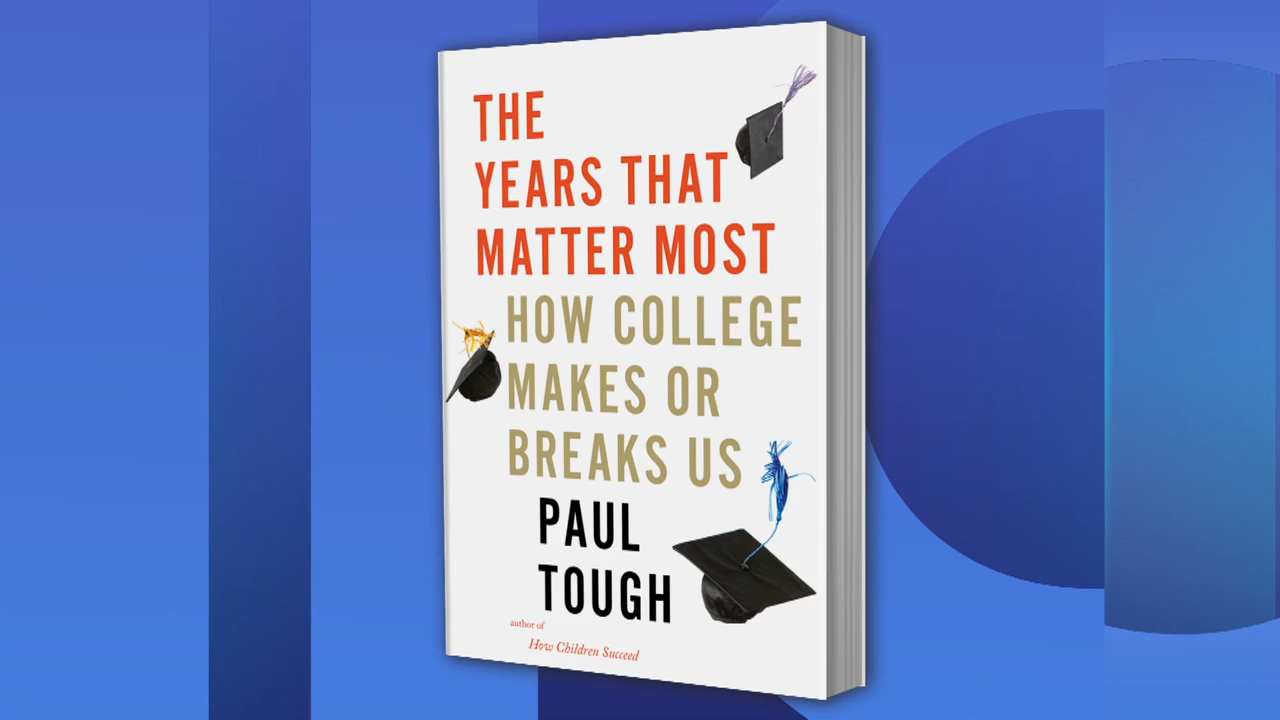 THE
YEARS THAT
MATTER MOST
HOW COLLEGE
MAKES OR
BREAKS US
PAUL
TOUGH
author of
How Children Succeed